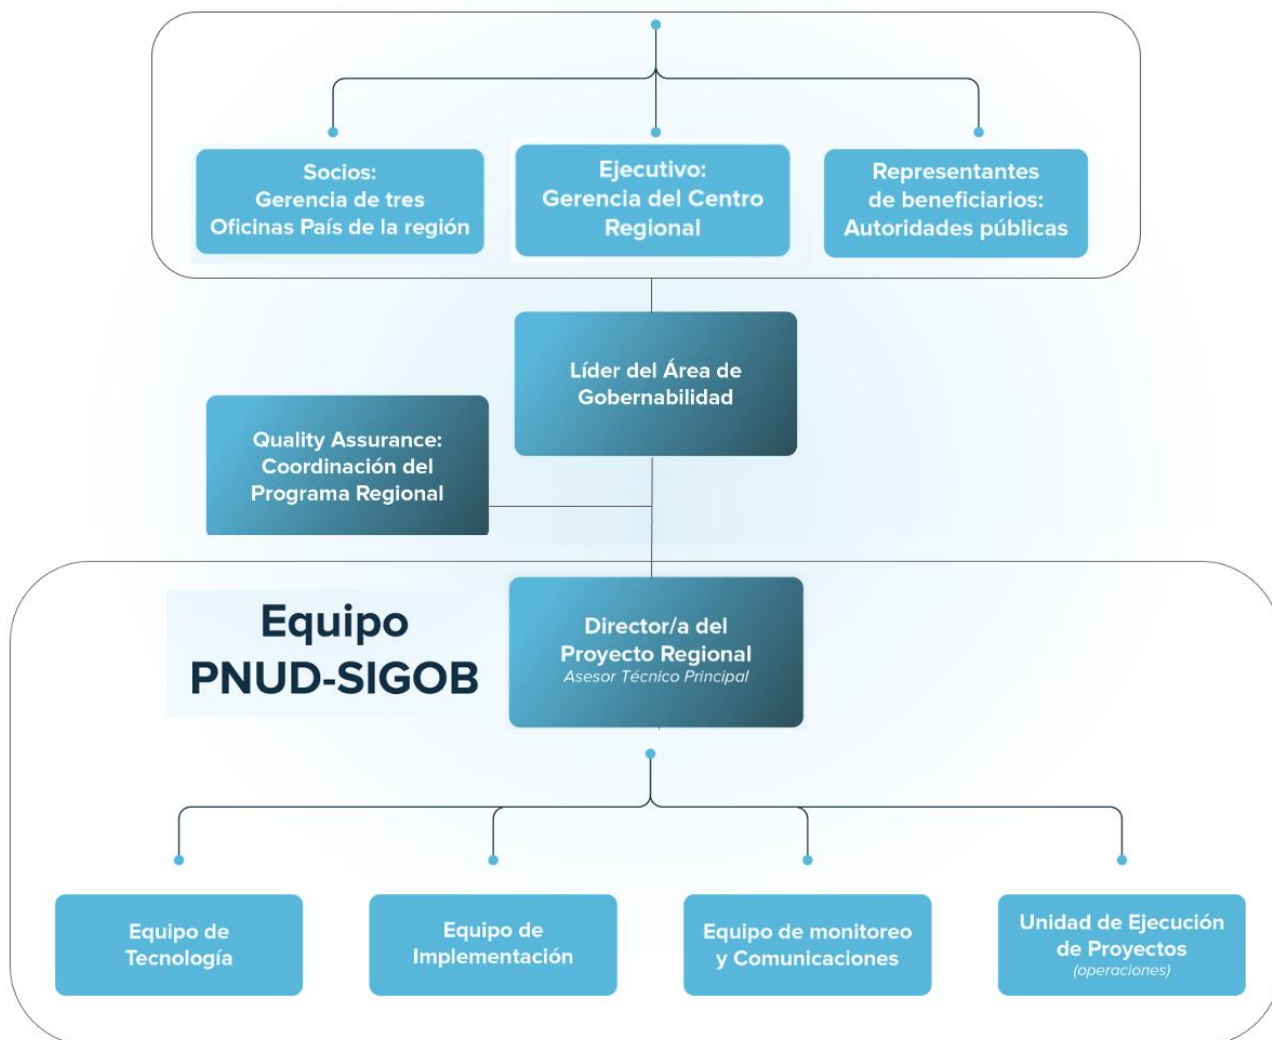 Socios:
Gerencia de tres
Oficinas País de la región
Ejecutivo:
Gerencia del Centro
Regional
Representantes
de beneficiarios:
Autoridades públicas
Líder del Área de
Gobernabilidad
Quality Assurance:
Coordinación del
Programa Regional
Equipo
PNUD-SIGOB
Director/a del
Proyecto Regional
Asesor Técnico Principal
Equipo de
Tecnología
Equipo de
Implementación
Equipo de monitoreo
y Comunicaciones
Unidad de Ejecución
de Proyectos
(operaciones)